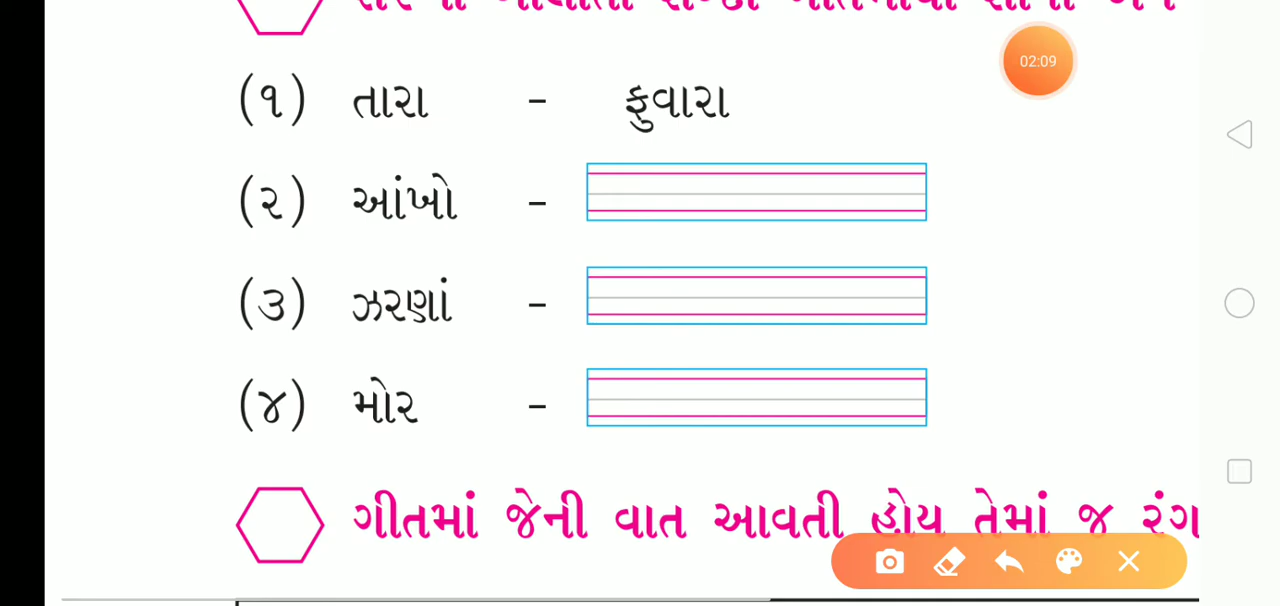 02:09
(૧) તારા - ફુવારા
(૨) આંખો -
(૩) ઝરણાં -
(૪) મોર -
ગીતમાં જેની વાત આવતી હોય તેમાં જ રંગ